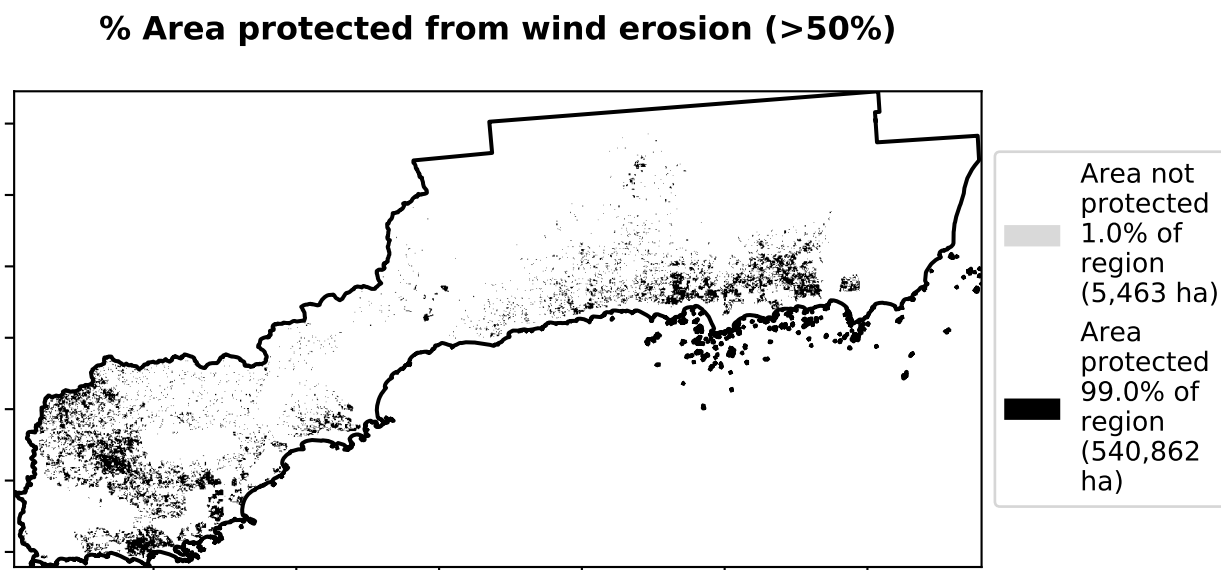 % Area protected from wind erosion (>50%)
Area not
protected
1.0% of
region
(5,463 ha)
Area
protected
99.0% of
region
(540,862
ha)